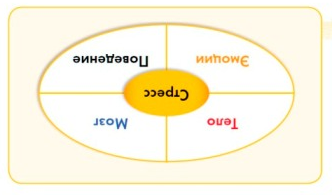 Тело
Мозг
Стресс
Эмоции
Поведение